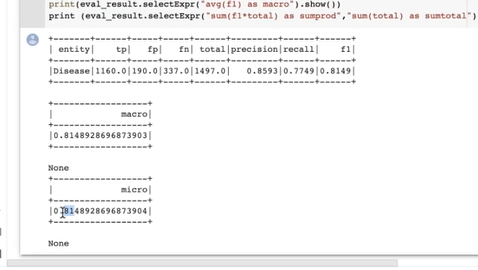 print(eval_result.selectExpr("avg(f1) as macro").show())
print (eval_result.selectExpr("sum(f1*total) as sumprod","sum(total) as sumtotal")
+-------+------+-----+-----+------+---------+------+------+
| entity| tp| fp| fn| total|precision|recall| f1|
+-------+------+-----+-----+------+---------+------+------+
|Disease|1160.0|190.0|337.0|1497.0| 0.8593|0.7749|0.8149|
+-------+------+-----+-----+------+---------+------+------+
+------------------+
| macro|
+------------------+
|0.8148928696873903|
+------------------+
None
+------------------+
| micro|
+------------------+
|0.8148928696873904|
+------------------+
None